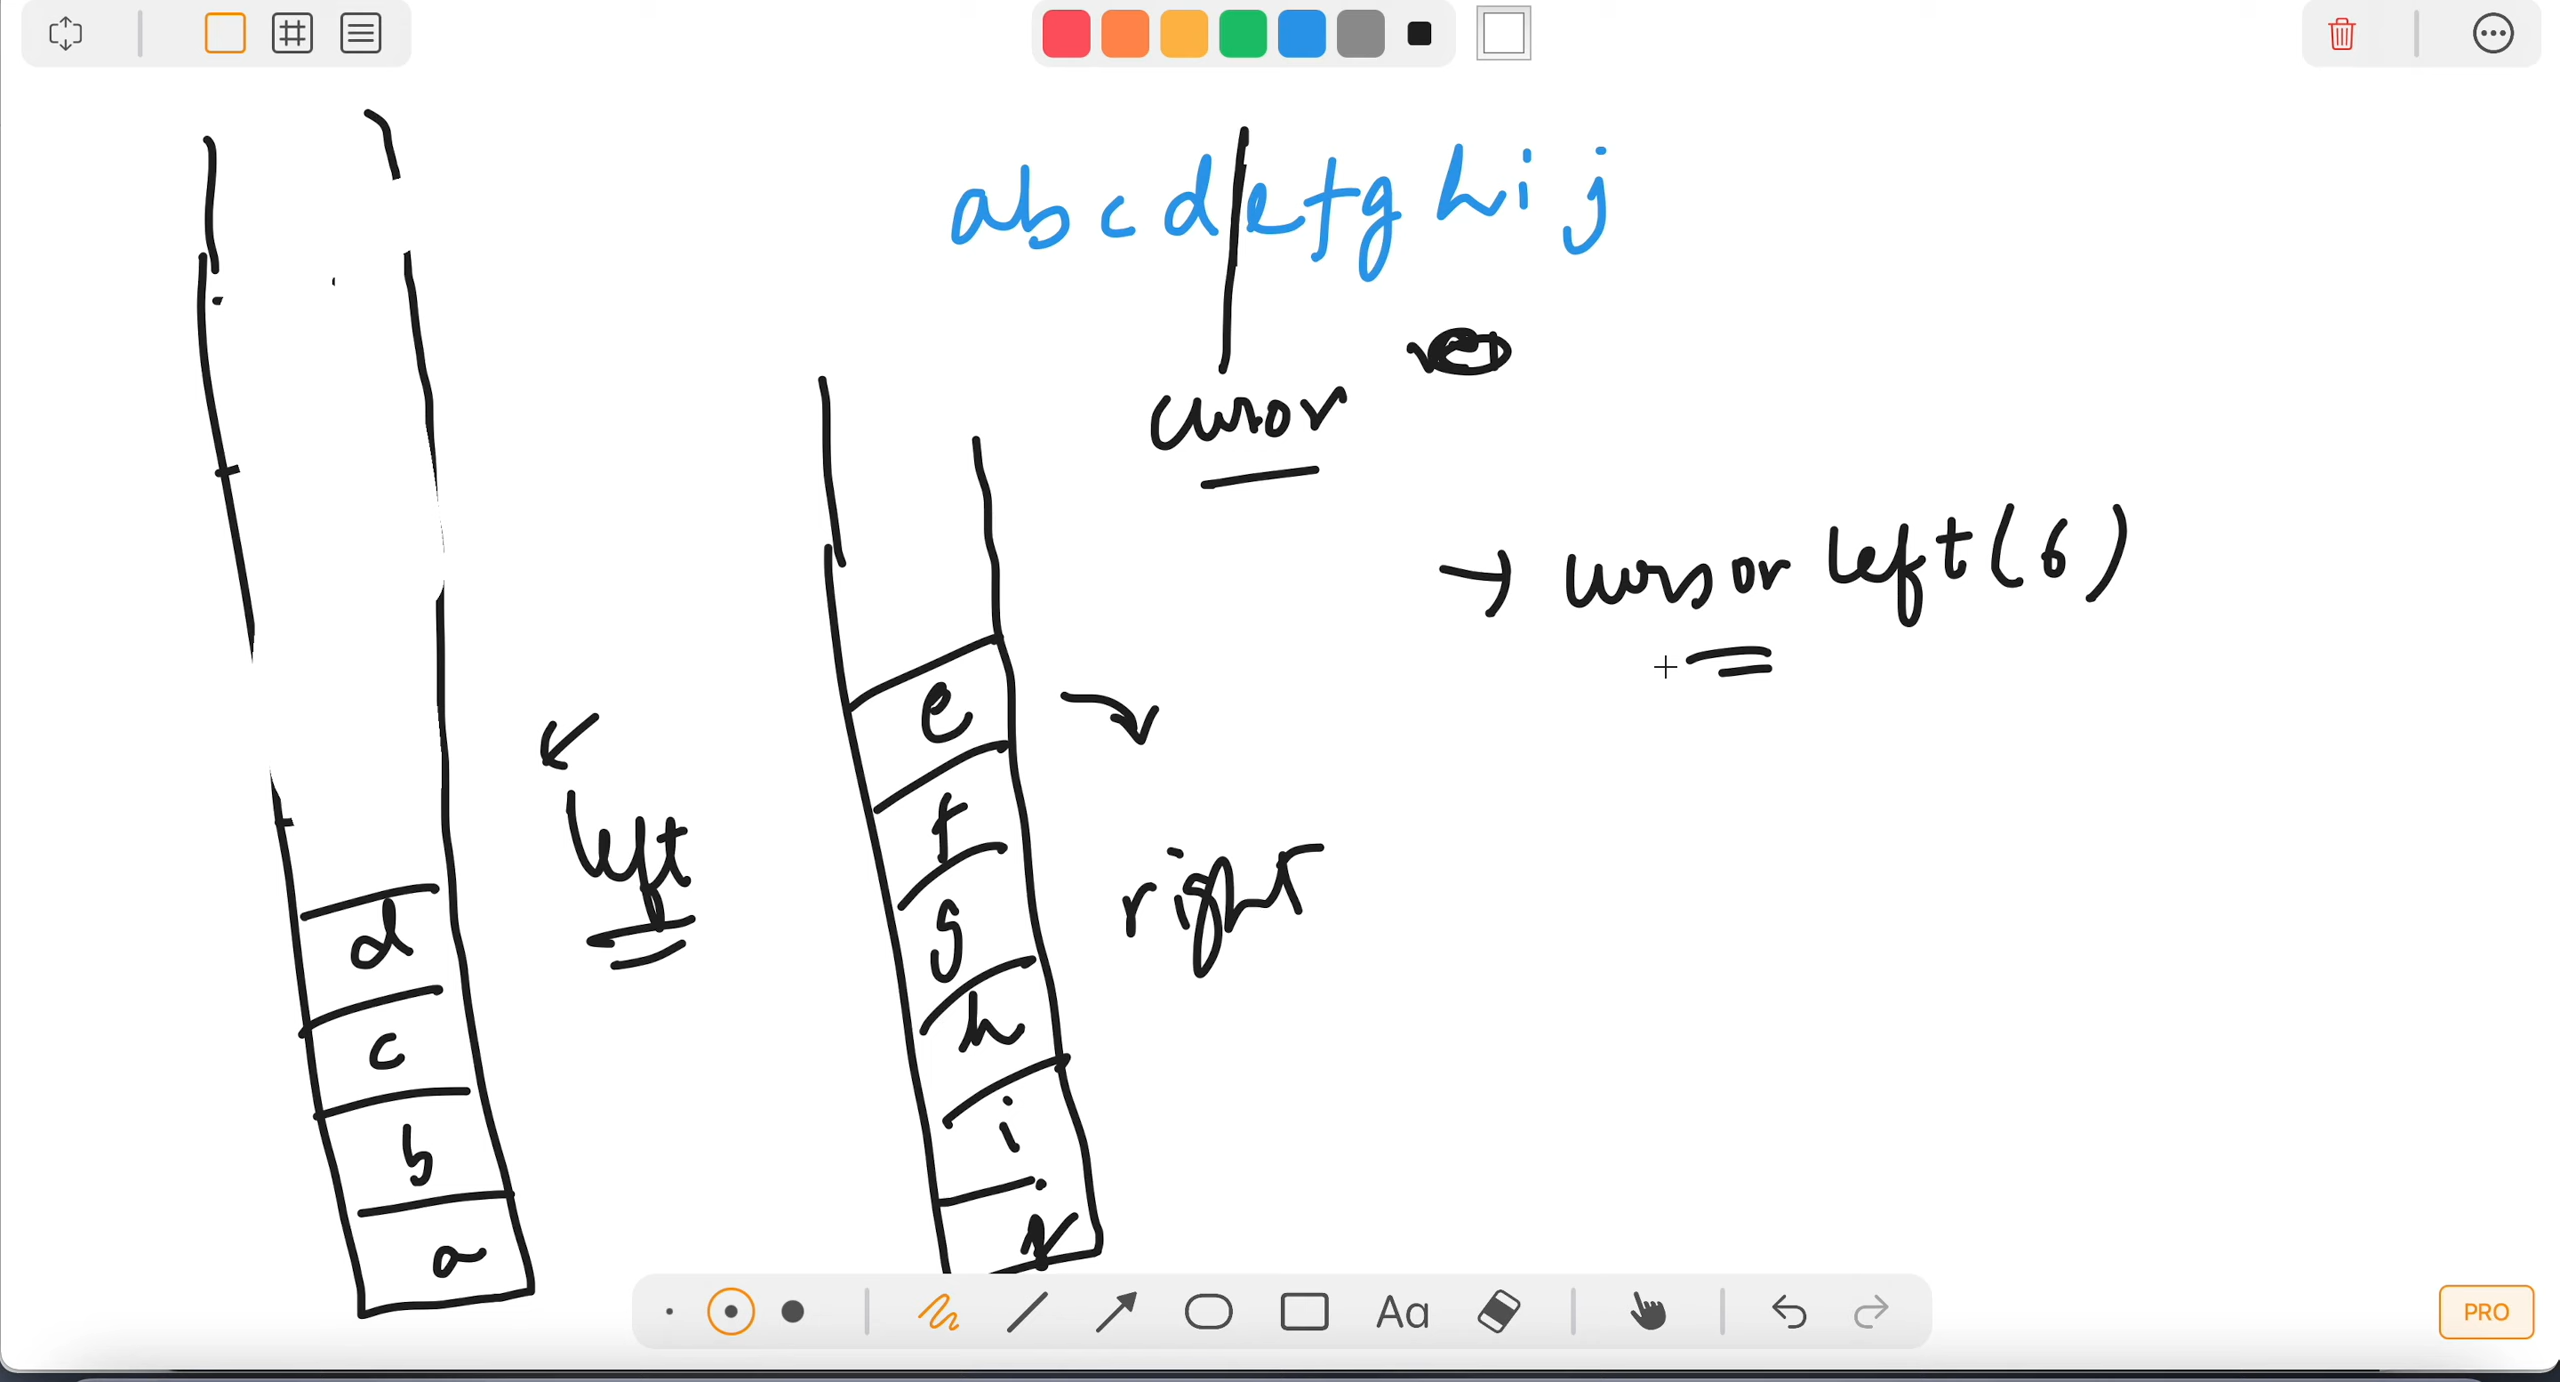 abcdefghij
cursor
→ cursor left(6)
e
f
g
h
i
left
right
d
c
b
a
Aa
PRO